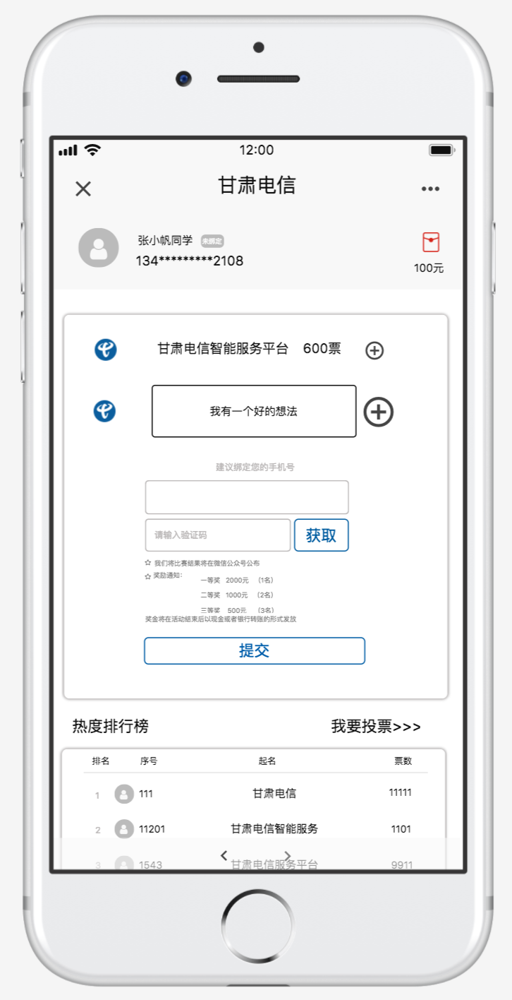 12:00
甘肃电信
张小帆同学 未绑定
134*********2108
100元
甘肃电信智能服务平台 600票
我有一个好的想法
建议绑定您的手机号
请输入验证码 获取
☆ 我们将比赛结果将在微信公众号公布
☆ 奖励通知：
一等奖 2000元 (1名)
二等奖 1000元 (2名)
三等奖 500元 (3名)
奖金将在活动结束后以现金或者银行转账的形式发放
提交
热度排行榜 我要投票>>>
排名 序号 起名 票数
1 111 甘肃电信 11111
2 11201 甘肃电信智能服务 1101
3 1543 甘肃电信服务平台 9911